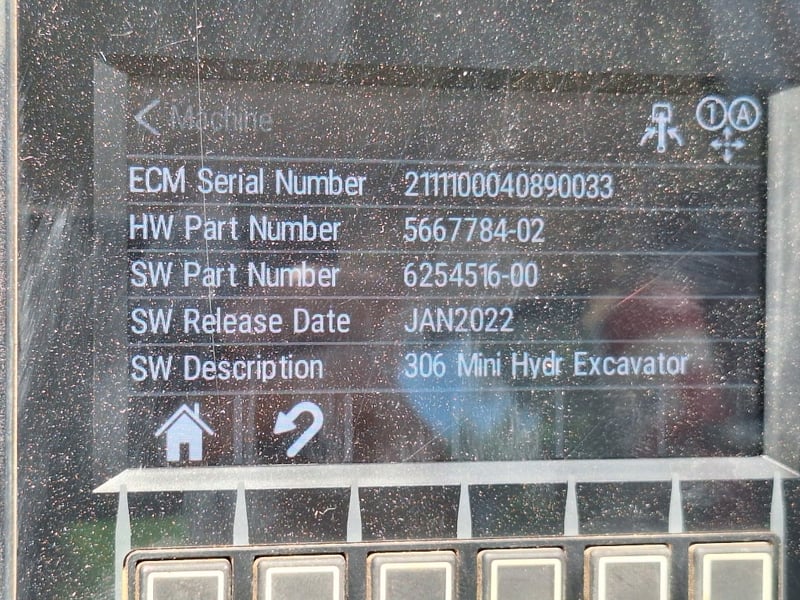 < Machine
1 A
ECM Serial Number 2111100040890033
HW Part Number 5667784-02
SW Part Number 6254516-00
SW Release Date JAN2022
SW Description 306 Mini Hydr Excavator